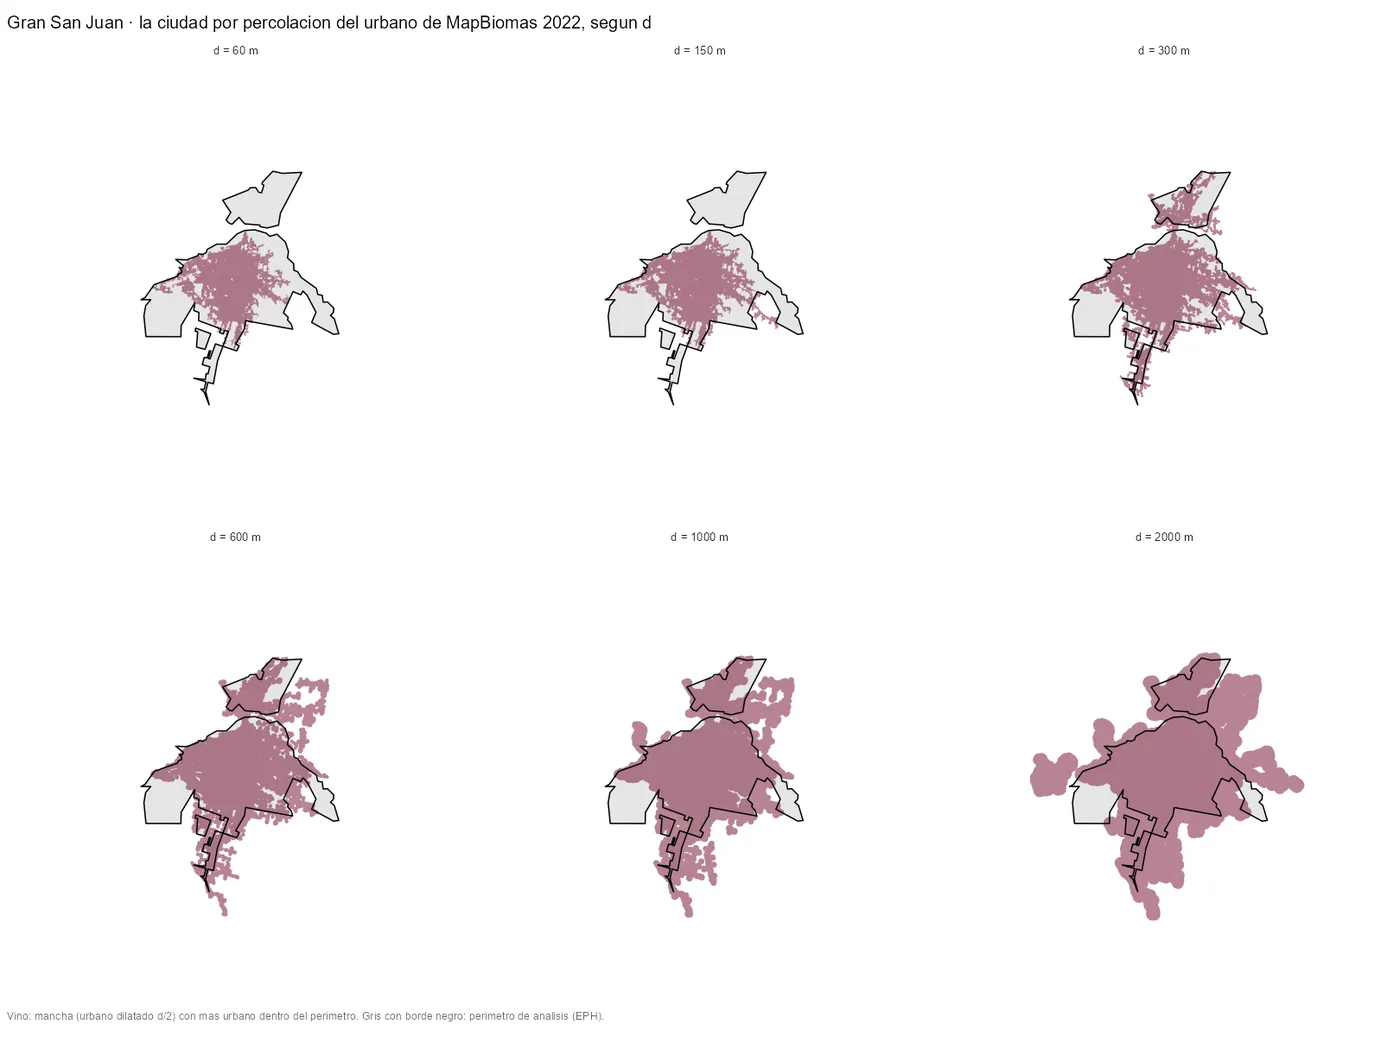 Gran San Juan · la ciudad por percolacion del urbano de MapBiomas 2022, segun d
d = 60 m
d = 150 m
d = 300 m
d = 600 m
d = 1000 m
d = 2000 m
Vino: mancha (urbano dilatado d/2) con mas urbano dentro del perimetro. Gris con borde negro: perimetro de analisis (EPH).